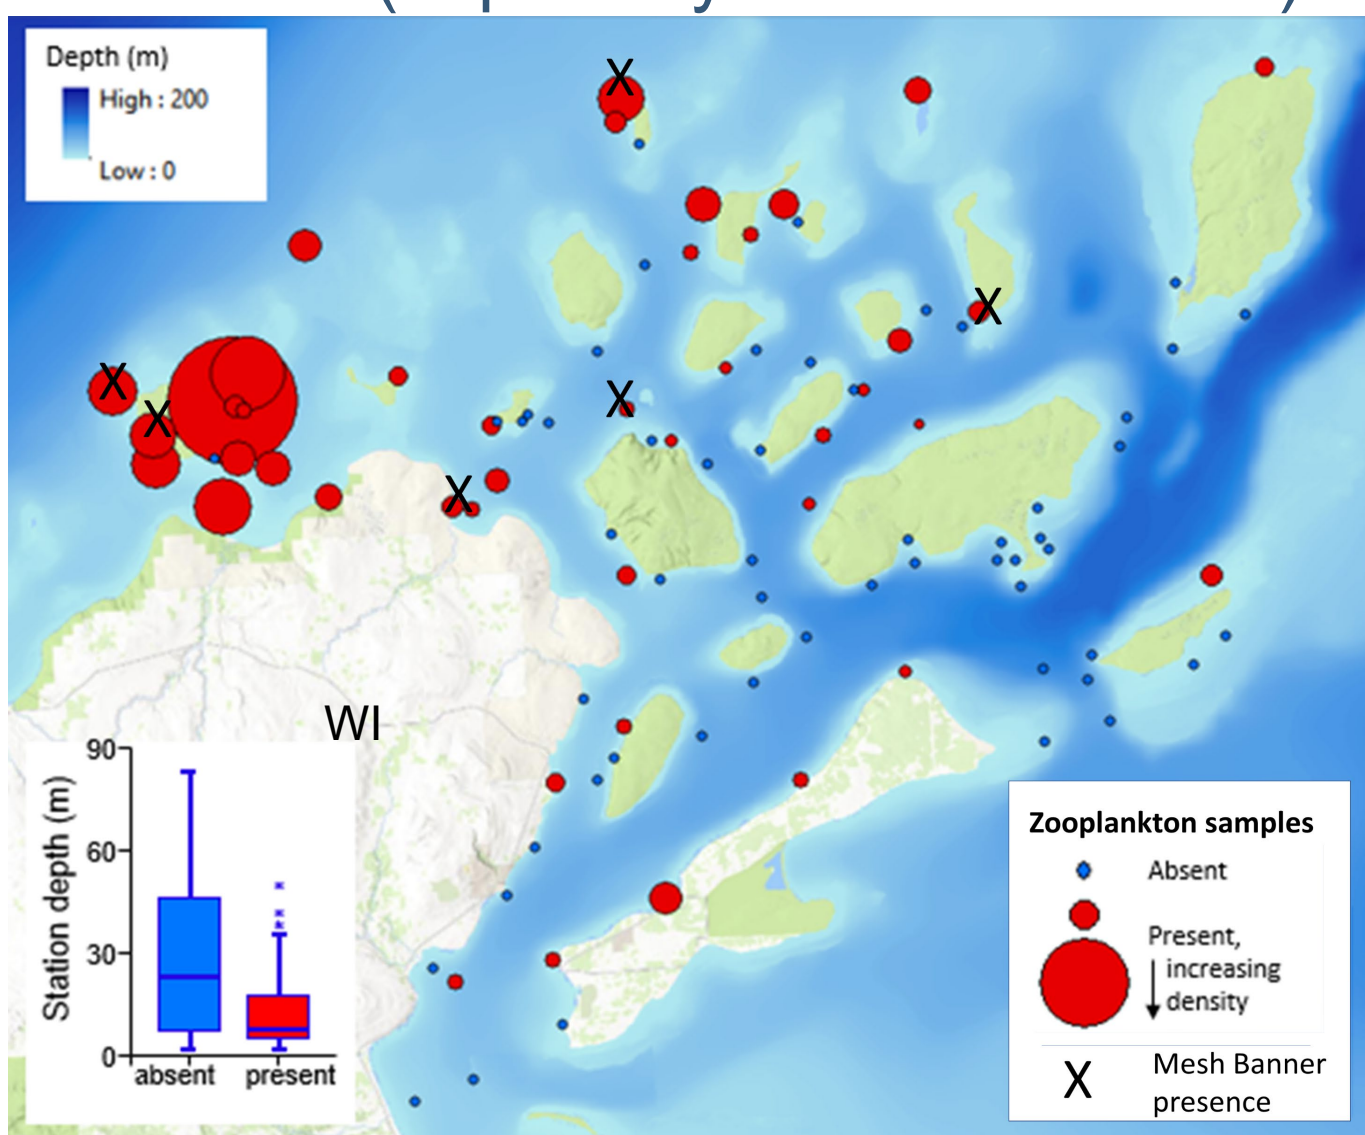 Depth (m)
High : 200
Low : 0
X
X
X
X
X
X
WI
Station depth (m)
90
60
30
0
absent
present
Zooplankton samples
Absent
Present,
increasing
density
X
Mesh Banner
presence